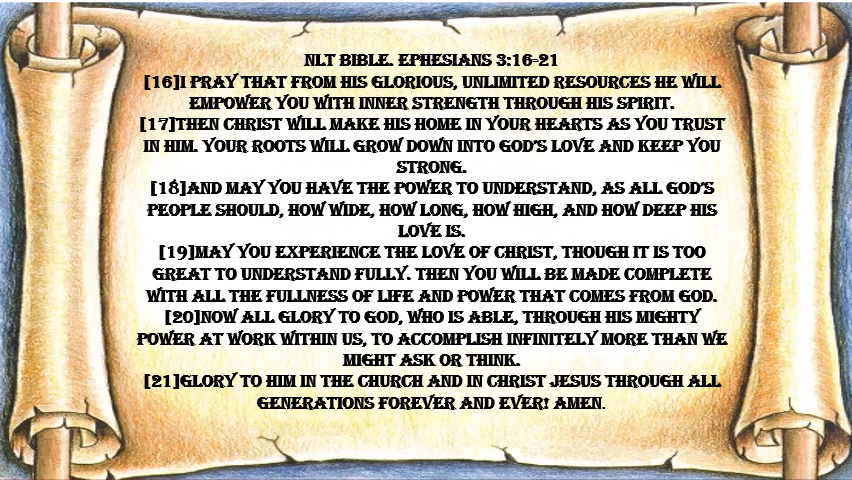 NLT BIBLE. EPHESIANS 3:16-21
[16]I PRAY THAT FROM HIS GLORIOUS, UNLIMITED RESOURCES HE WILL
EMPOWER YOU WITH INNER STRENGTH THROUGH HIS SPIRIT.
[17]THEN CHRIST WILL MAKE HIS HOME IN YOUR HEARTS AS YOU TRUST
IN HIM. YOUR ROOTS WILL GROW DOWN INTO GOD'S LOVE AND KEEP YOU
STRONG.
[18]AND MAY YOU HAVE THE POWER TO UNDERSTAND, AS ALL GOD'S
PEOPLE SHOULD, HOW WIDE, HOW LONG, HOW HIGH, AND HOW DEEP HIS
LOVE IS.
[19]MAY YOU EXPERIENCE THE LOVE OF CHRIST, THOUGH IT IS TOO
GREAT TO UNDERSTAND FULLY. THEN YOU WILL BE MADE COMPLETE
WITH ALL THE FULLNESS OF LIFE AND POWER THAT COMES FROM GOD.
[20]NOW ALL GLORY TO GOD, WHO IS ABLE, THROUGH HIS MIGHTY
POWER AT WORK WITHIN US, TO ACCOMPLISH INFINITELY MORE THAN WE
MIGHT ASK OR THINK.
[21]GLORY TO HIM IN THE CHURCH AND IN CHRIST JESUS THROUGH ALL
GENERATIONS FOREVER AND EVER! AMEN.